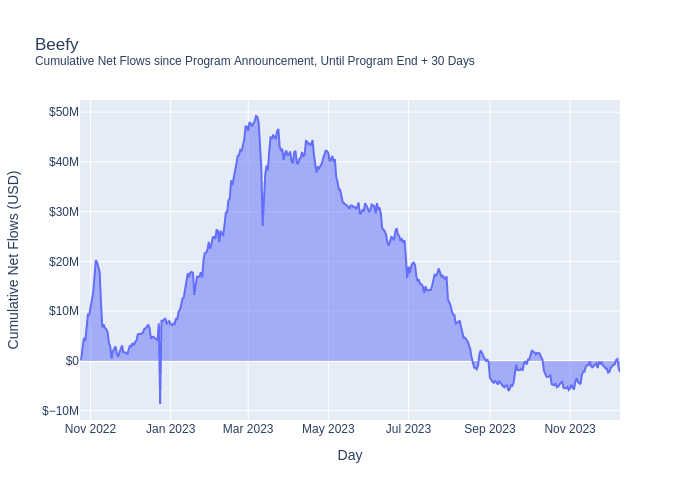 Beefy
Cumulative Net Flows since Program Announcement, Until Program End + 30 Days
Cumulative Net Flows (USD)
$50M
$40M
$30M
$20M
$10M
$0
$−10M
Nov 2022 Jan 2023 Mar 2023 May 2023 Jul 2023 Sep 2023 Nov 2023
Day